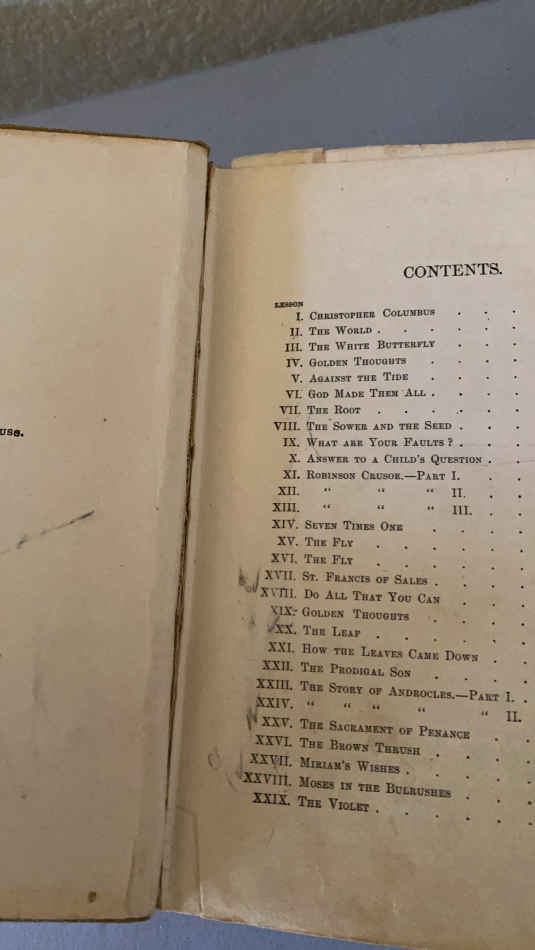 use.
CONTENTS.
LESSON
I. CHRISTOPHER COLUMBUS . . .
II. THE WORLD . . . . . .
III. THE WHITE BUTTERFLY . . .
IV. GOLDEN THOUGHTS . . . .
V. AGAINST THE TIDE . . . .
VI. GOD MADE THEM ALL . . . .
VII. THE ROOT . . . . . .
VIII. THE SOWER AND THE SEED . . .
IX. WHAT ARE YOUR FAULTS? . . .
X. ANSWER TO A CHILD'S QUESTION . .
XI. ROBINSON CRUSOE.—PART I. . .
XII. “ “ “ II. . .
XIII. “ “ “ III. . .
XIV. SEVEN TIMES ONE . . . .
XV. THE FLY . . . . . .
XVI. THE FLY . . . . . .
XVII. ST. FRANCIS OF SALES . . . .
XVIII. DO ALL THAT YOU CAN . . .
XIX. GOLDEN THOUGHTS . . . .
XX. THE LEAF . . . . . .
XXI. HOW THE LEAVES CAME DOWN . .
XXII. THE PRODIGAL SON . . . .
XXIII. THE STORY OF ANDROCLES.—PART I. .
XXIV. “ “ “ “ “ II.
XXV. THE SACRAMENT OF PENANCE . .
XXVI. THE BROWN THRUSH . . . .
XXVII. MIRIAM'S WISHES . . . . .
XXVIII. MOSES IN THE BULRUSHES . . .
XXIX. THE VIOLET . . . . . .